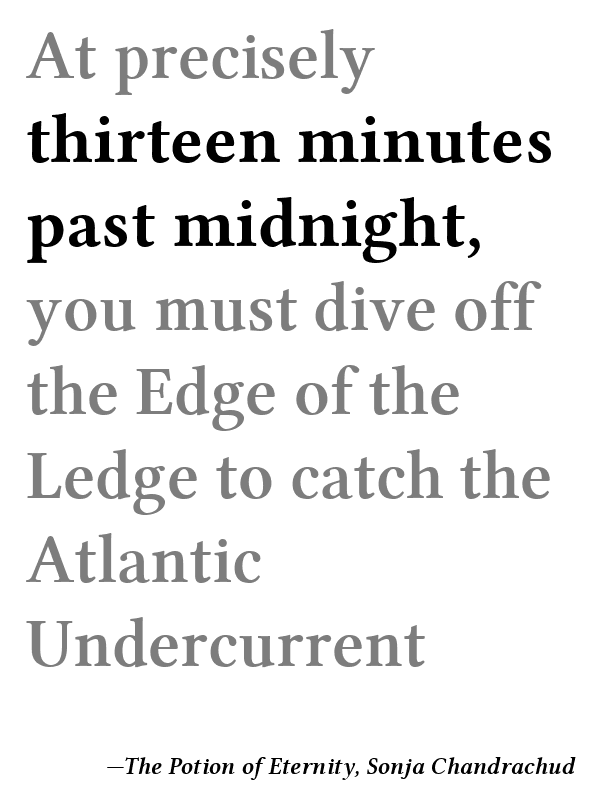 At precisely
thirteen minutes
past midnight,
you must dive off
the Edge of the
Ledge to catch the
Atlantic
Undercurrent
—The Potion of Eternity, Sonja Chandrachud